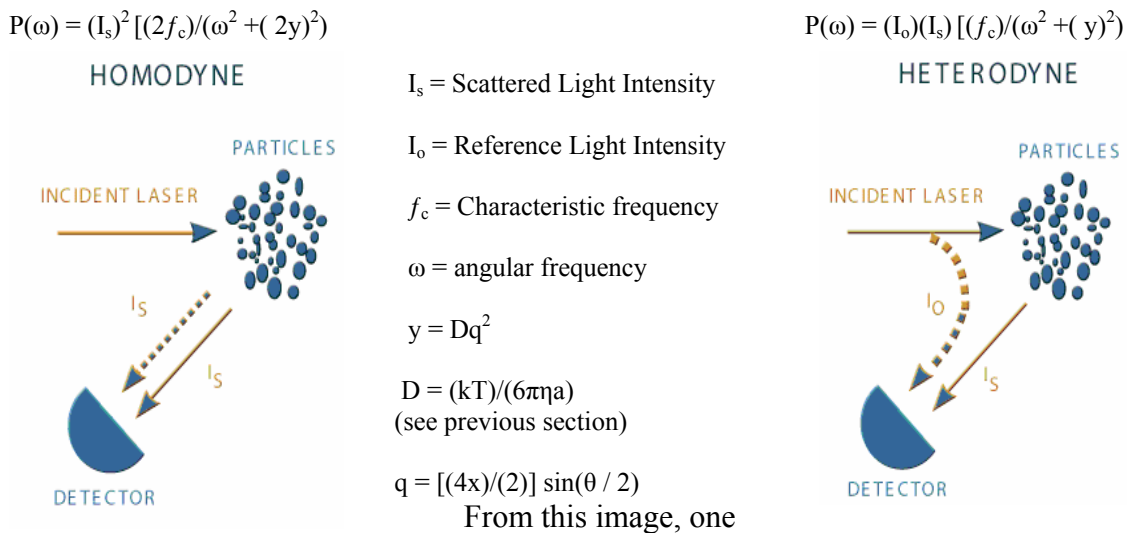 P(ω) = (Is)² [(2fc)/(ω² +( 2y)²)
HOMODYNE
PARTICLES
INCIDENT LASER
IS
IS
DETECTOR
Is = Scattered Light Intensity
Io = Reference Light Intensity
fc = Characteristic frequency
ω = angular frequency
y = Dq²
D = (kT)/(6πηa)
(see previous section)
q = [(4x)/(2)] sin(θ / 2)
From this image, one
P(ω) = (Io)(Is) [(fc)/(ω² +( y)²)
HETERODYNE
PARTICLES
INCIDENT LASER
IO
IS
DETECTOR